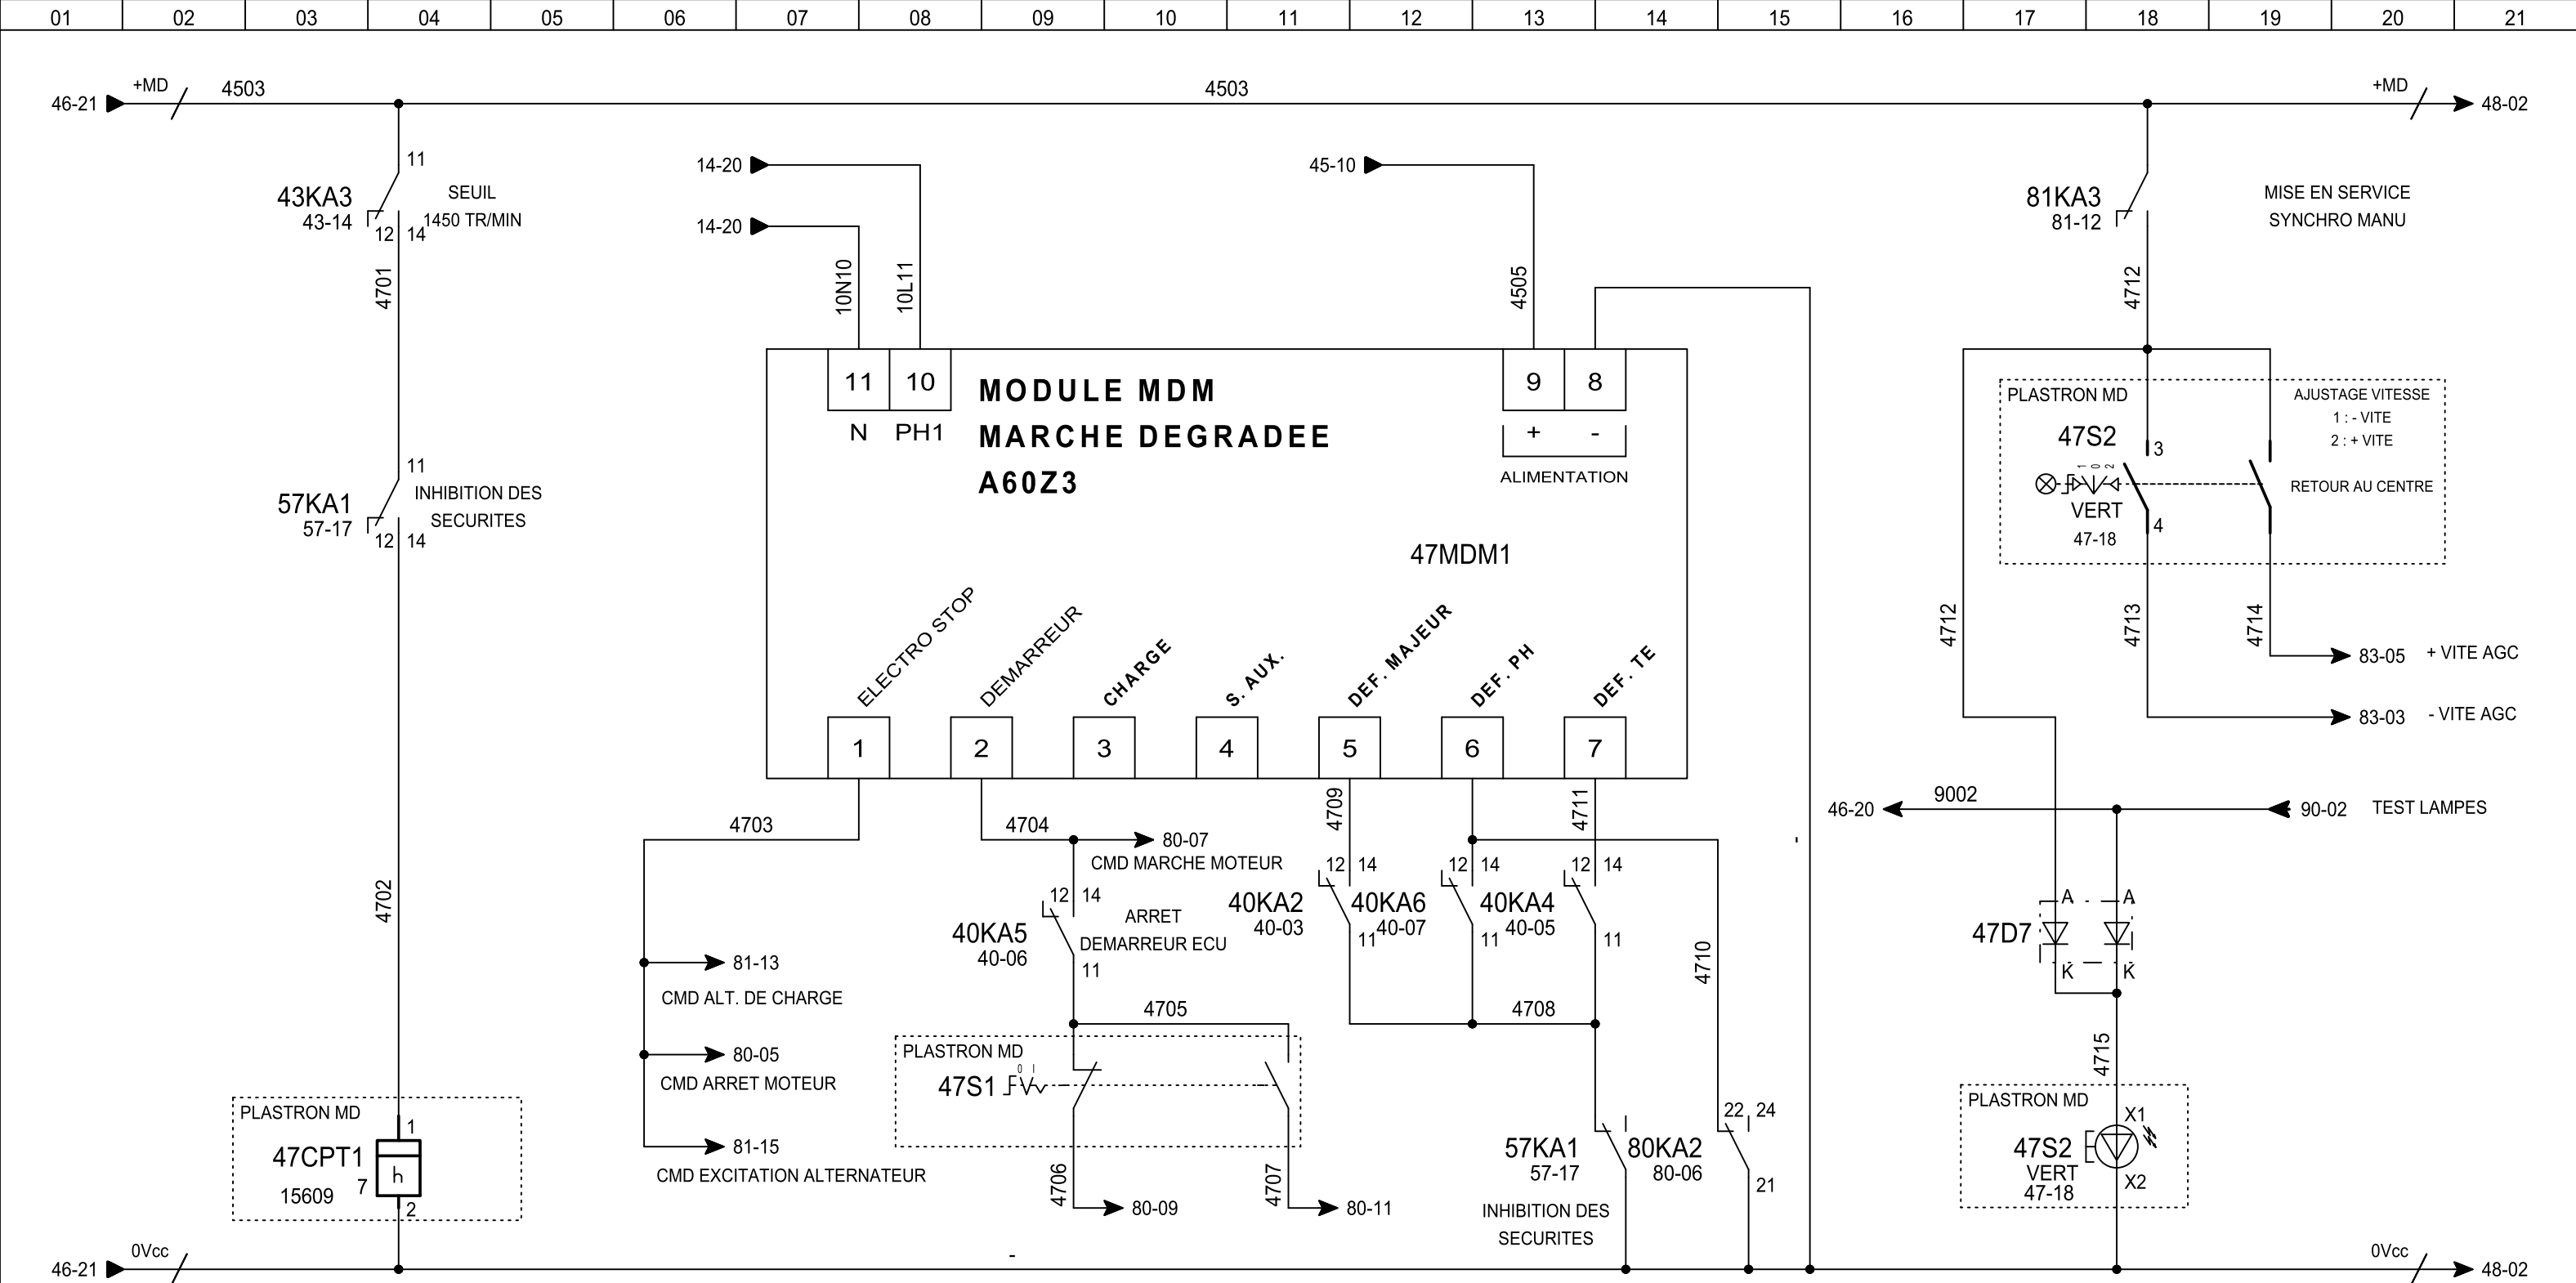 01 02 03 04 05 06 07 08 09 10 11 12 13 14 15 16 17 18 19 20 21
46-21 +MD 4503 4503 +MD 48-02
11
43KA3
43-14
12 14
SEUIL
1450 TR/MIN
4701
11
57KA1
57-17
12 14
INHIBITION DES
SECURITES
4702
PLASTRON MD
47CPT1
15609
7
1
h
2
14-20
14-20
10N10
10L11
45-10
4505
11 10
N PH1
MODULE MDM
MARCHE DEGRADEE
A60Z3
9 8
+ -
ALIMENTATION
47MDM1
ELECTRO STOP
DEMARREUR
CHARGE
S. AUX.
DEF. MAJEUR
DEF. PH
DEF. TE
1 2 3 4 5 6 7
4703
81-13
CMD ALT. DE CHARGE
80-05
CMD ARRET MOTEUR
81-15
CMD EXCITATION ALTERNATEUR
4704
80-07
CMD MARCHE MOTEUR
12 14
40KA5
40-06
11
ARRET
DEMARREUR ECU
4705
PLASTRON MD
47S1
0 I
4706
80-09
4707
80-11
4709
12 14
40KA2
40-03
11
12 14
40KA6
40-07
11
4711
12 14
40KA4
40-05
11
4708
4710
57KA1
57-17
INHIBITION DES
SECURITES
80KA2
80-06
22 24
21
81KA3
81-12
MISE EN SERVICE
SYNCHRO MANU
4712
PLASTRON MD
47S2
1 0 2
VERT
47-18
3
4
AJUSTAGE VITESSE
1 : - VITE
2 : + VITE
RETOUR AU CENTRE
4712
4713
4714
83-05 + VITE AGC
83-03 - VITE AGC
46-20 9002 90-02 TEST LAMPES
47D7
A A
K K
4715
PLASTRON MD
47S2
VERT
47-18
X1
X2
46-21 0Vcc 0Vcc 48-02